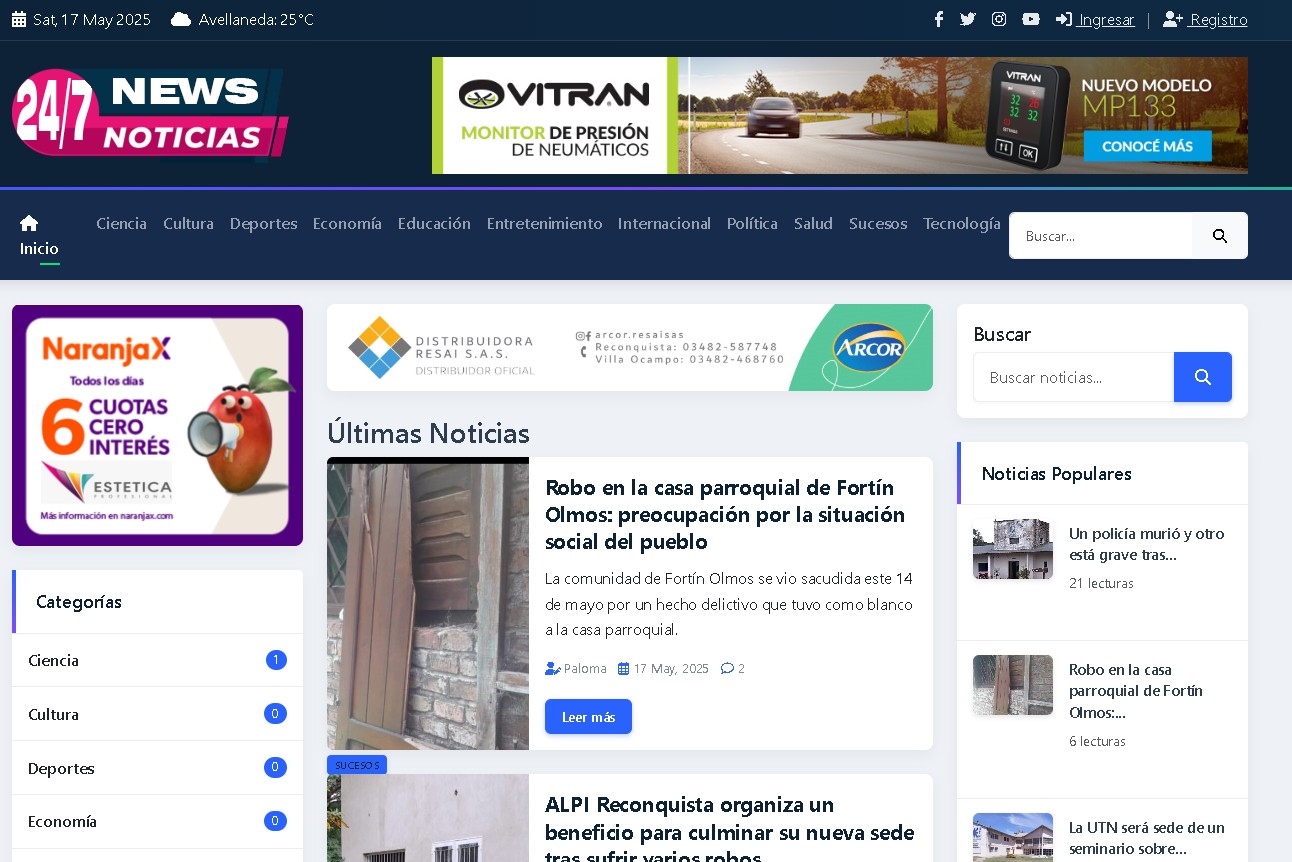 Sat, 17 May 2025 Avellaneda: 25°C Ingresar | Registro
24/7 NEWS NOTICIAS
VITRAN
MONITOR DE PRESIÓN
DE NEUMÁTICOS
VITRAN
NUEVO MODELO
MP133
CONOCÉ MÁS
Inicio
Ciencia Cultura Deportes Economía Educación Entretenimiento Internacional Política Salud Sucesos Tecnología
Buscar...
NaranjaX
Todos los días
6 CUOTAS
CERO
INTERÉS
ESTETICA
PROFESIONAL
Más información en naranjax.com
Categorías
Ciencia 1
Cultura 0
Deportes 0
Economía 0
DISTRIBUIDORA
RESAI S.A.S.
DISTRIBUIDOR OFICIAL
arcor.resaisas
Reconquista: 03482-587748
Villa Ocampo: 03482-468760
ARCOR
Últimas Noticias
Robo en la casa parroquial de Fortín
Olmos: preocupación por la situación
social del pueblo
La comunidad de Fortín Olmos se vio sacudida este 14
de mayo por un hecho delictivo que tuvo como blanco
a la casa parroquial.
Paloma 17 May, 2025 2
Leer más
SUCESOS
ALPI Reconquista organiza un
beneficio para culminar su nueva sede
tras sufrir varios robos
Buscar
Buscar noticias...
Noticias Populares
Un policía murió y otro
está grave tras...
21 lecturas
Robo en la casa
parroquial de Fortín
Olmos:...
6 lecturas
La UTN será sede de un
seminario sobre...